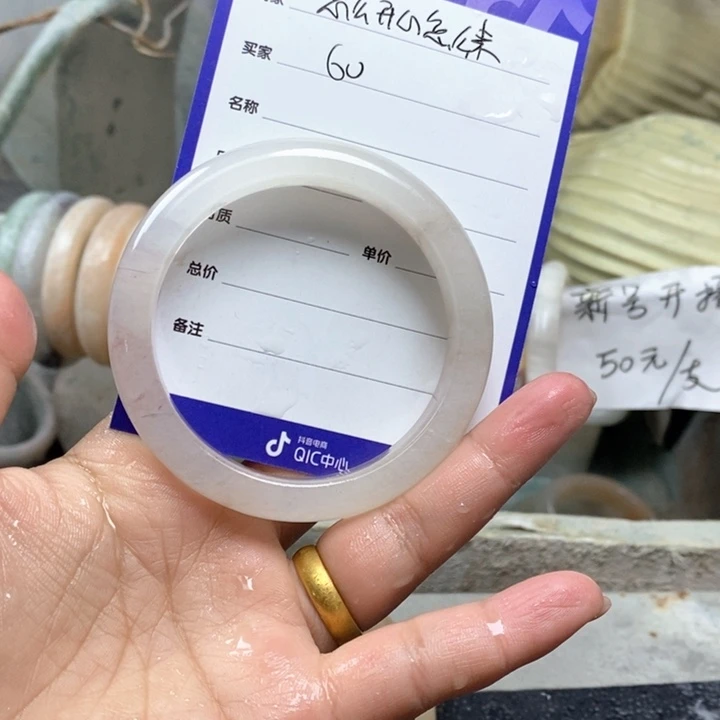 买家 60
名称
质
单价
总价
备注
抖音电商
QIC中心
新号开播
50元/支